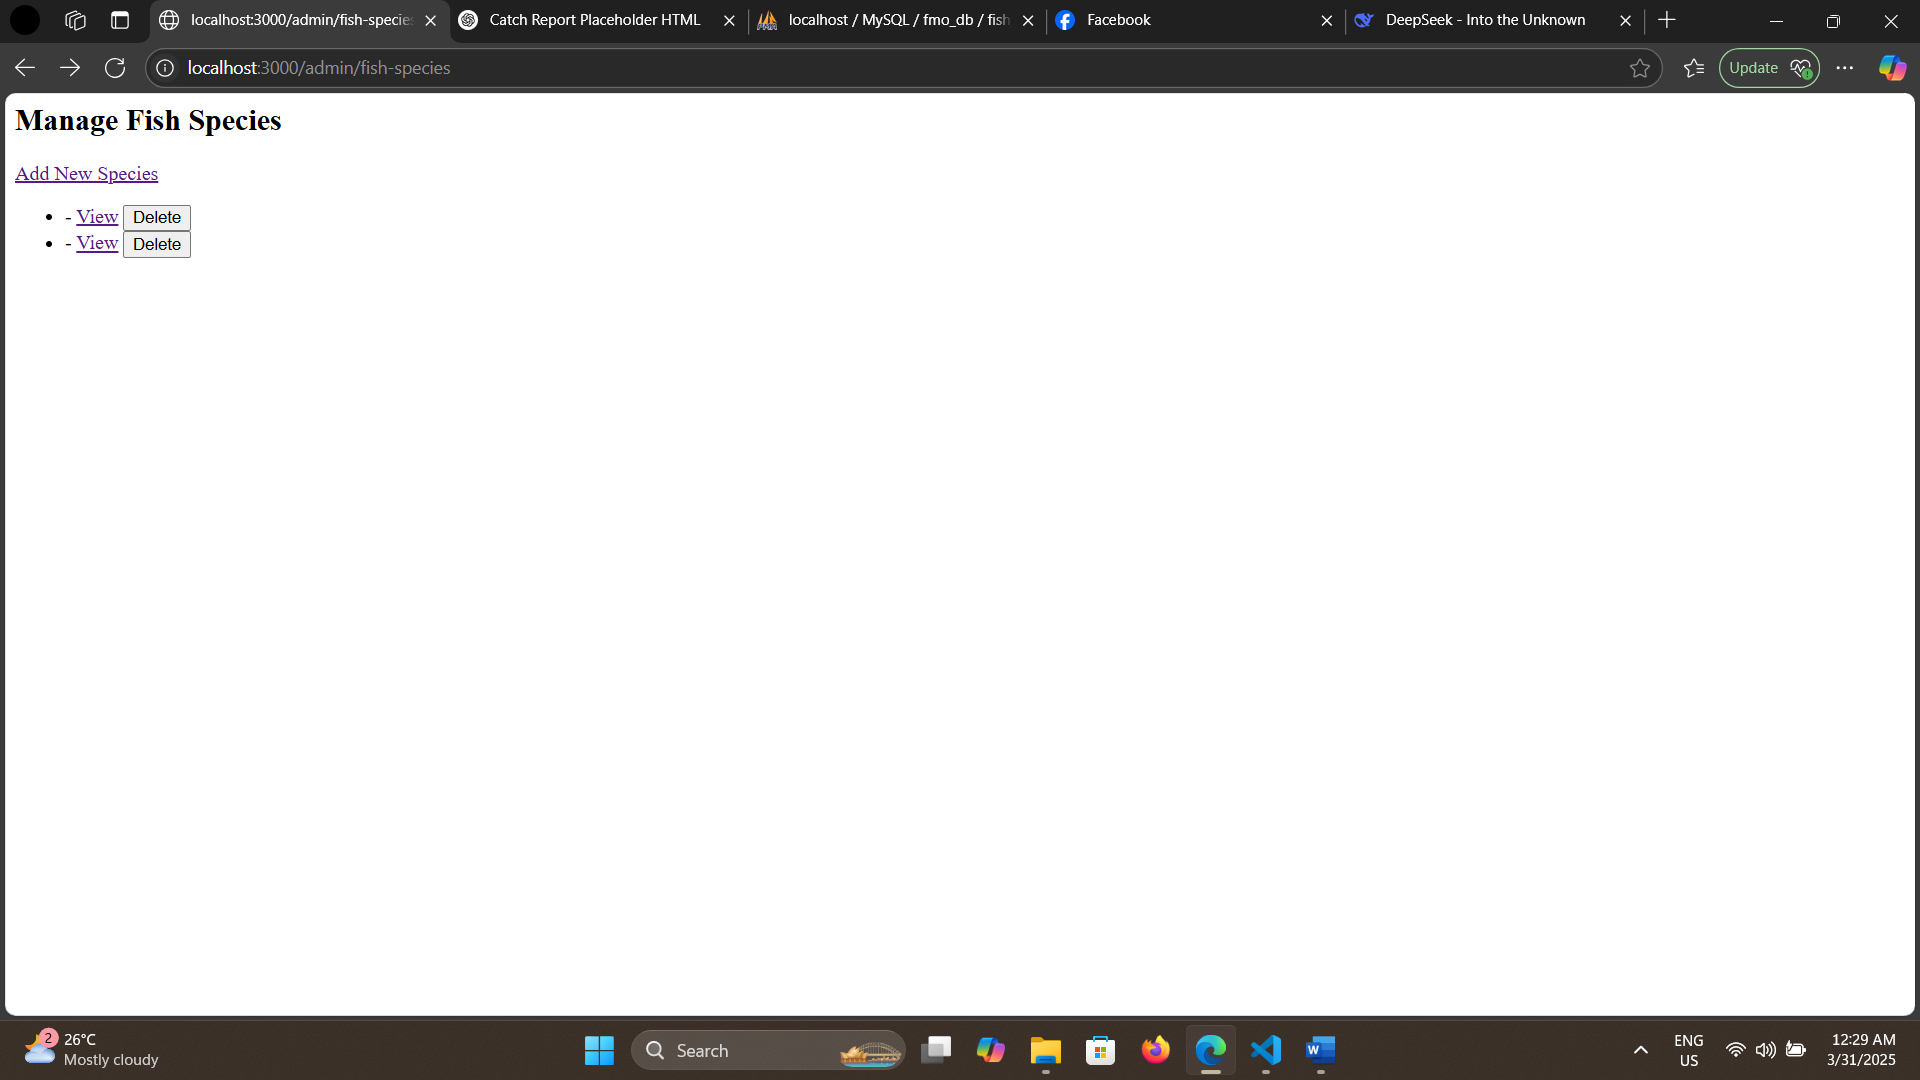 localhost:3000/admin/fish-species
Catch Report Placeholder HTML
localhost / MySQL / fmo_db / fish
Facebook
DeepSeek - Into the Unknown
localhost:3000/admin/fish-species
Update
Manage Fish Species
Add New Species
- View Delete
- View Delete
2
26°C
Mostly cloudy
Search
ENG
US
12:29 AM
3/31/2025